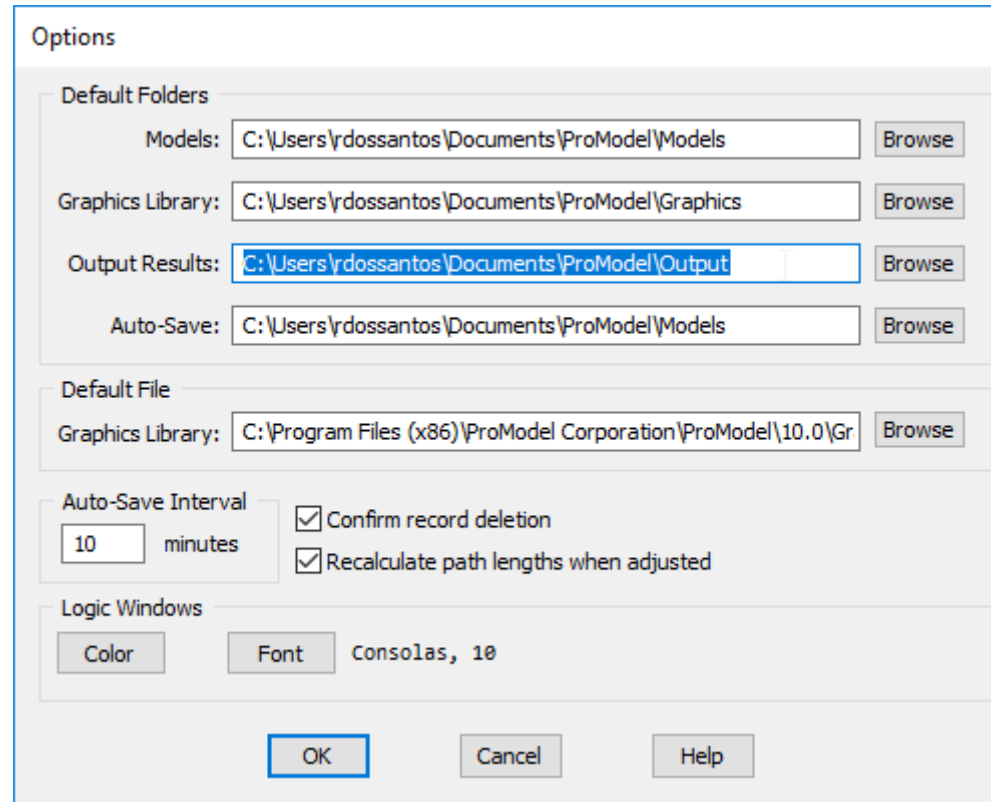 Options
Default Folders
Models: C:\Users\rdossantos\Documents\ProModel\Models Browse
Graphics Library: C:\Users\rdossantos\Documents\ProModel\Graphics Browse
Output Results: C:\Users\rdossantos\Documents\ProModel\Output Browse
Auto-Save: C:\Users\rdossantos\Documents\ProModel\Models Browse
Default File
Graphics Library: C:\Program Files (x86)\ProModel Corporation\ProModel\10.0\Gr Browse
Auto-Save Interval
10 minutes
Confirm record deletion
Recalculate path lengths when adjusted
Logic Windows
Color Font Consolas, 10
OK Cancel Help